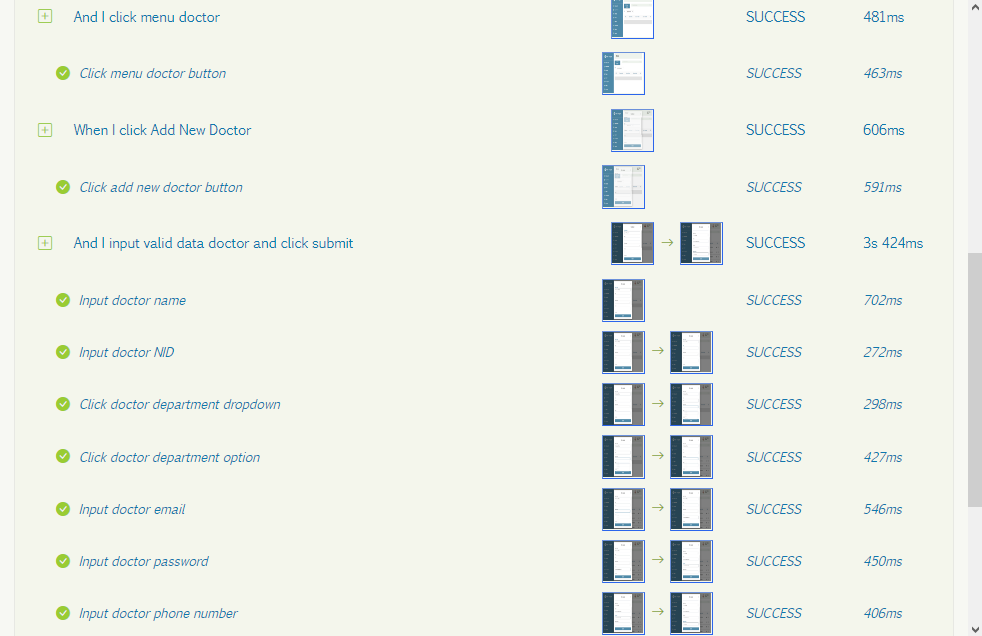 And I click menu doctor SUCCESS 481ms
Click menu doctor button SUCCESS 463ms
When I click Add New Doctor SUCCESS 606ms
Click add new doctor button SUCCESS 591ms
And I input valid data doctor and click submit → SUCCESS 3s 424ms
Input doctor name SUCCESS 702ms
Input doctor NID → SUCCESS 272ms
Click doctor department dropdown → SUCCESS 298ms
Click doctor department option → SUCCESS 427ms
Input doctor email → SUCCESS 546ms
Input doctor password → SUCCESS 450ms
Input doctor phone number → SUCCESS 406ms